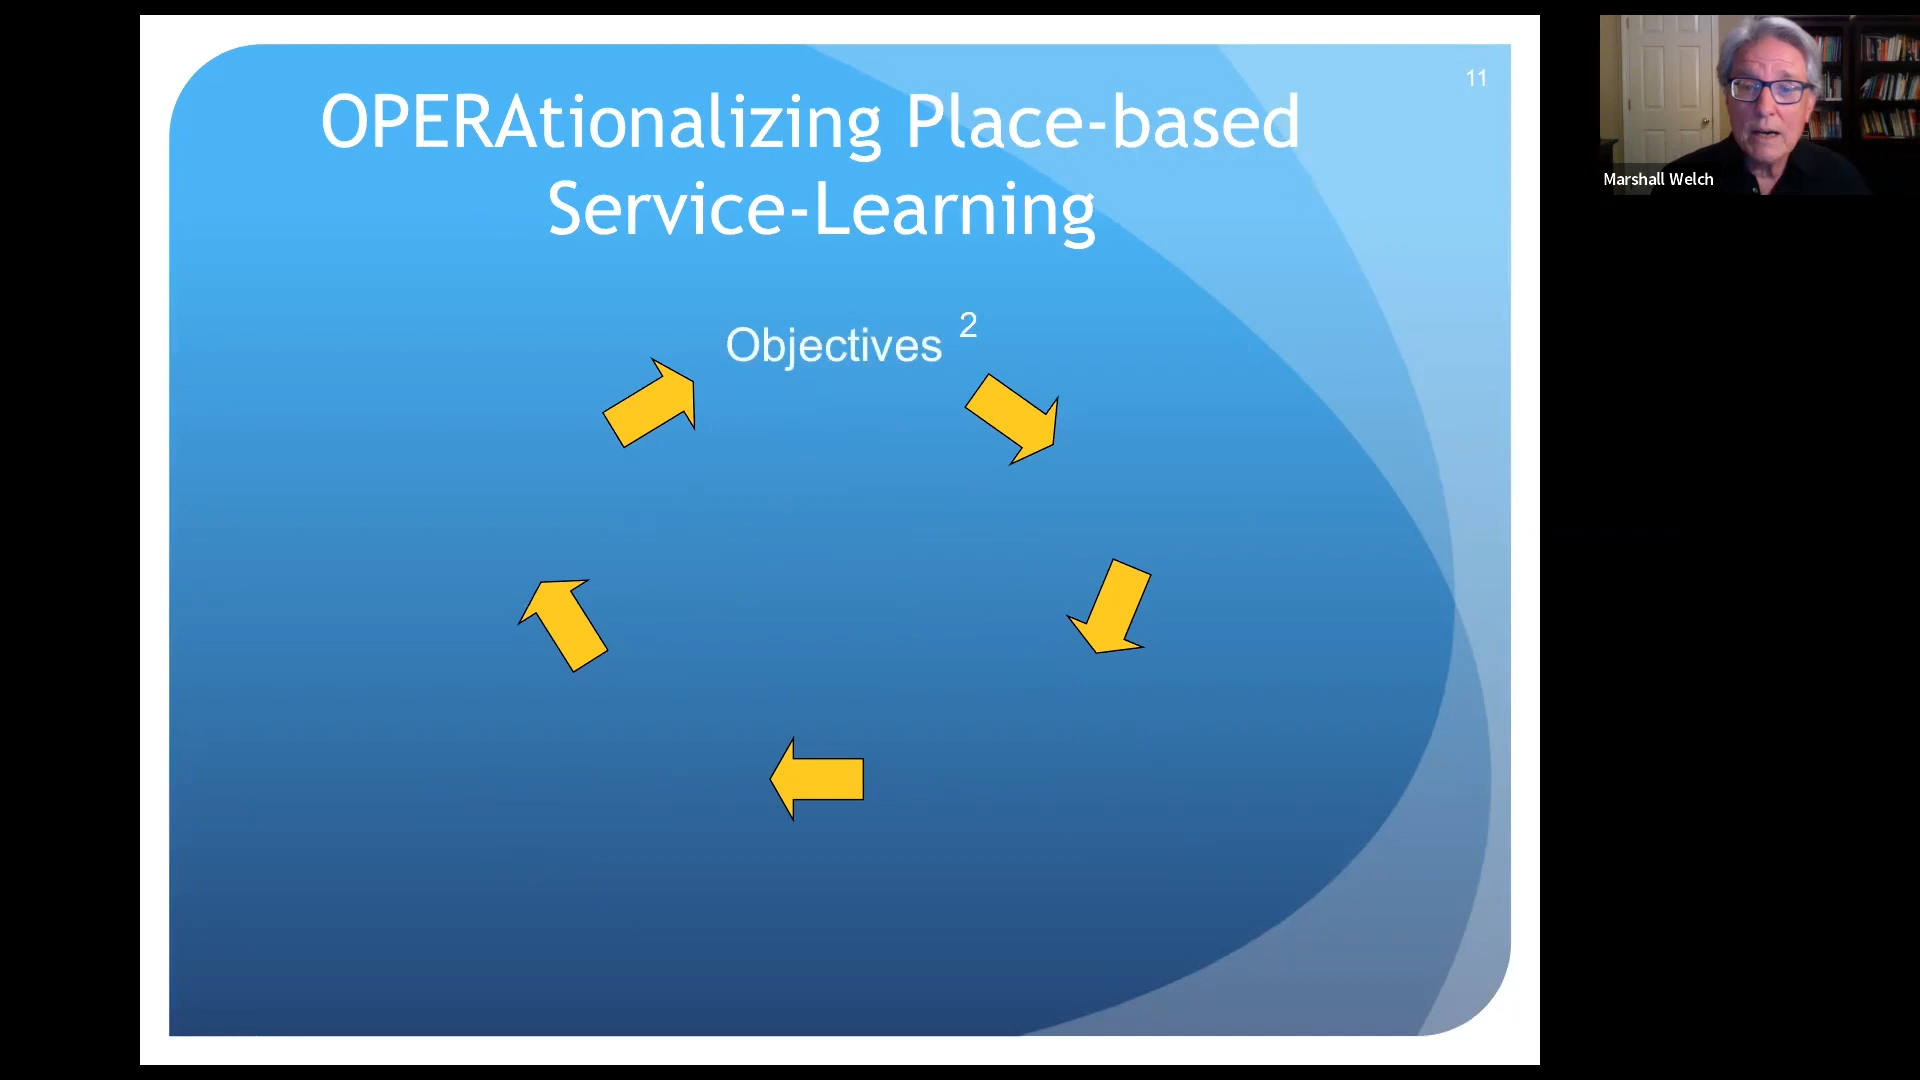 11
OPERAtionalizing Place-based
Service-Learning
Objectives 2
Marshall Welch